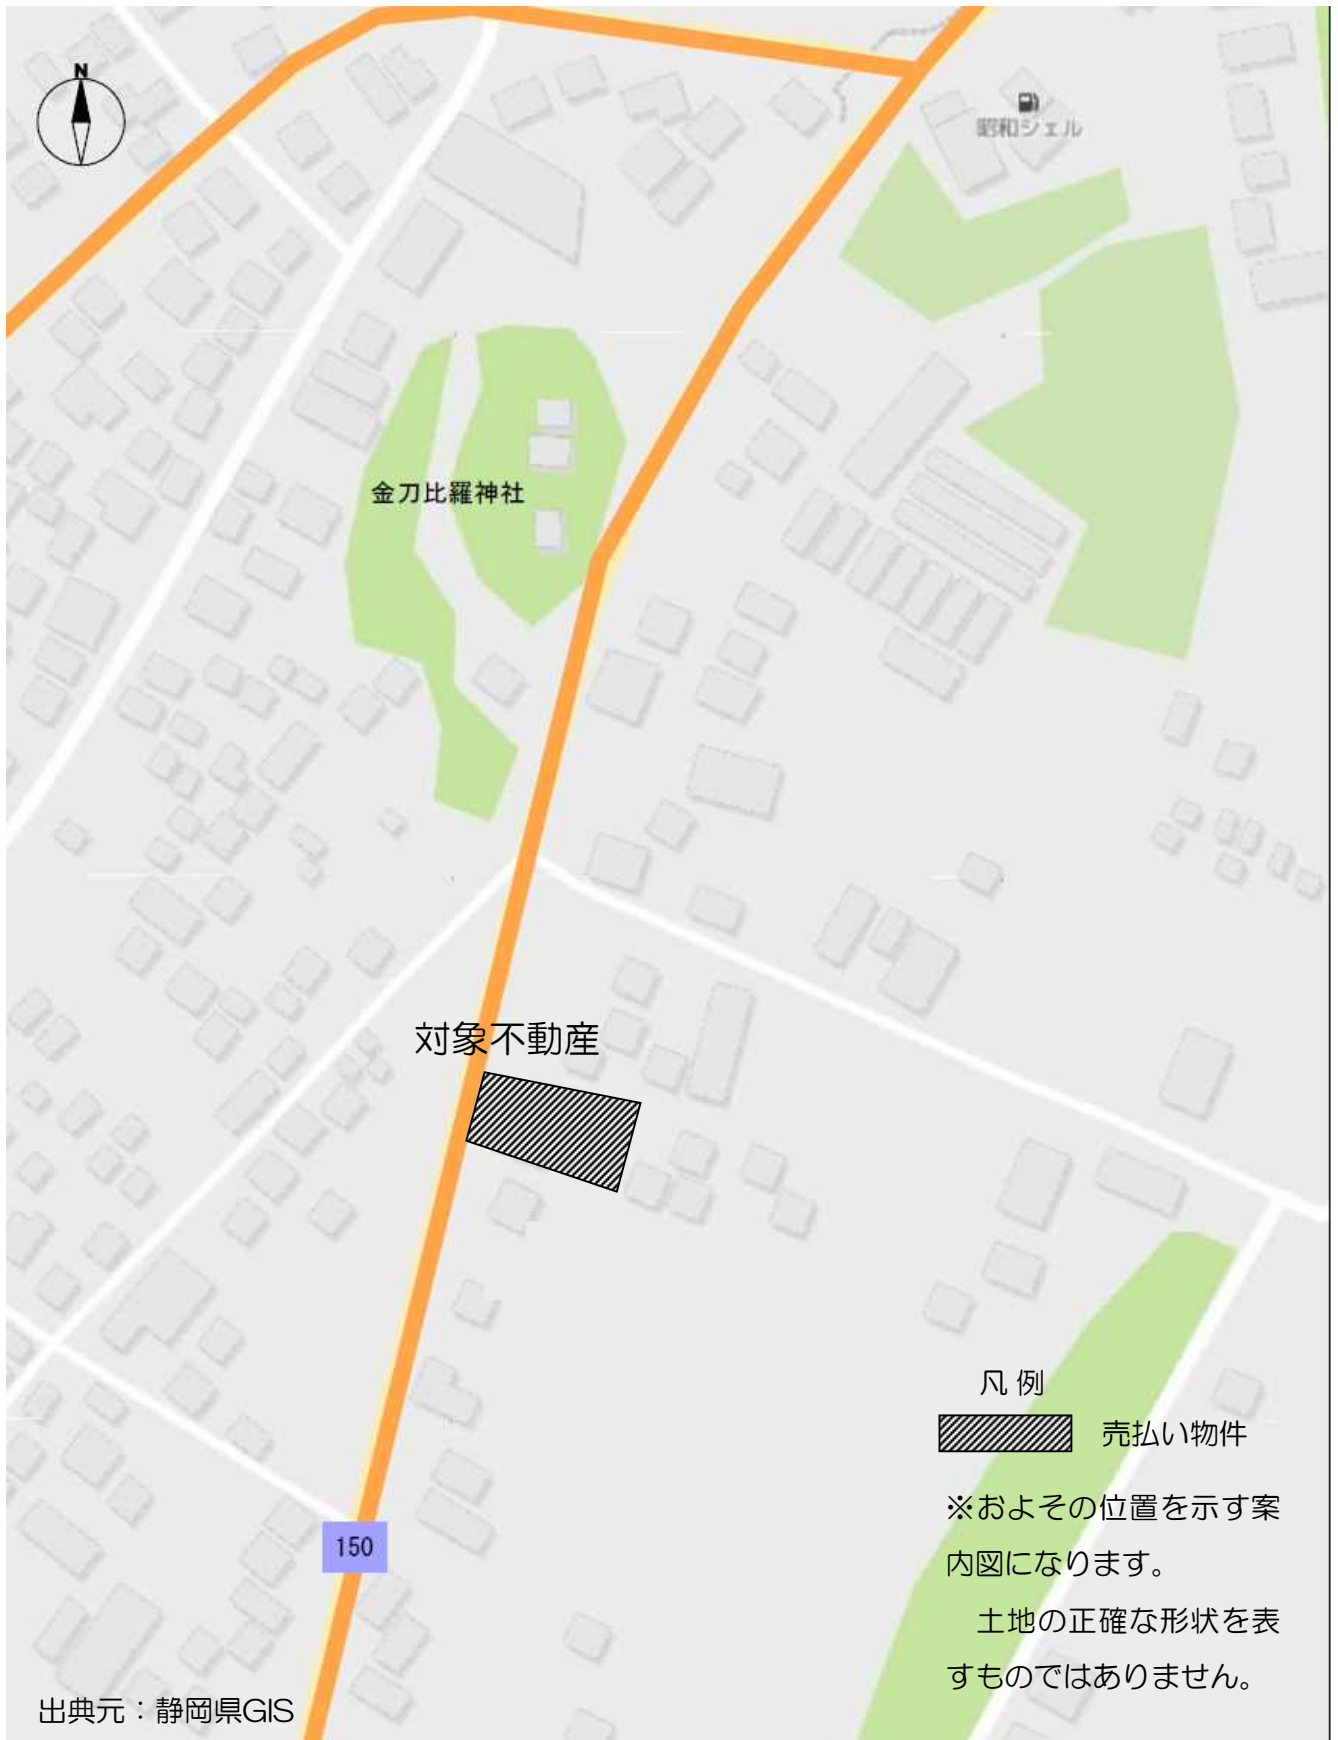 N
昭和シェル
金刀比羅神社
対象不動産
凡 例
売払い物件
※およその位置を示す案
内図になります。
　土地の正確な形状を表
すものではありません。
150
出典元：静岡県GIS